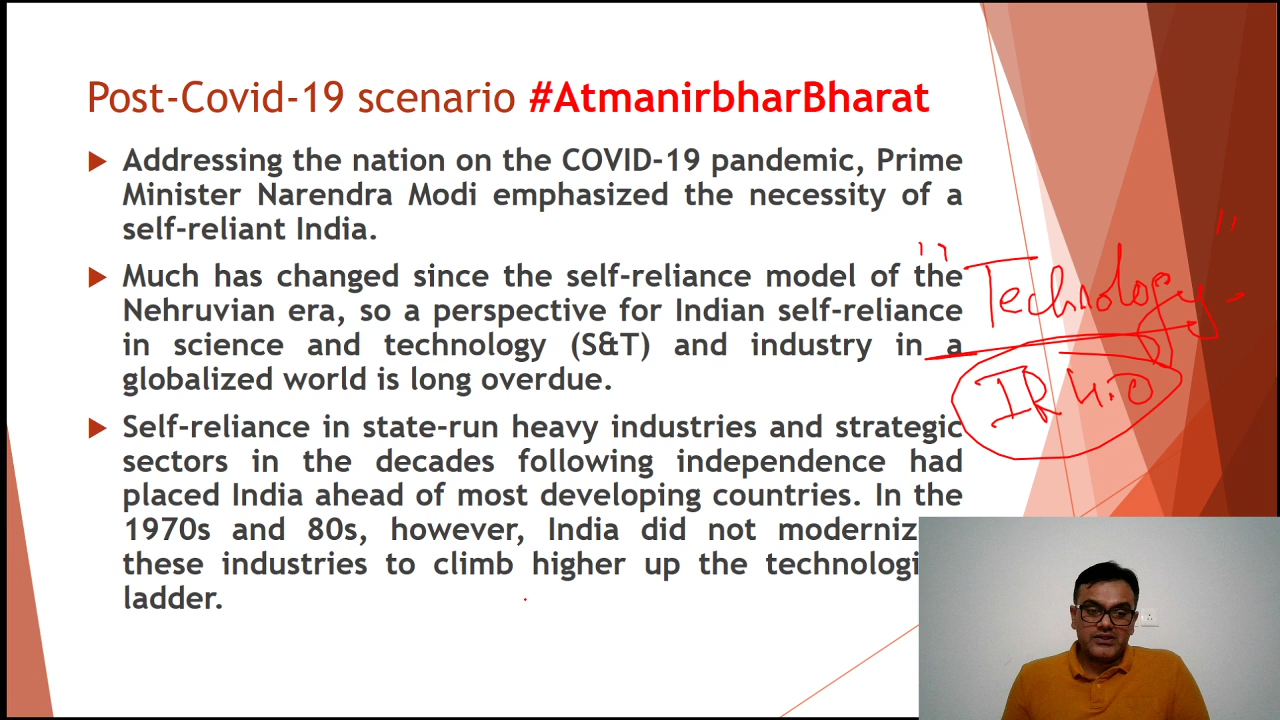 Post-Covid-19 scenario #AtmanirbharBharat
Addressing the nation on the COVID-19 pandemic, Prime
Minister Narendra Modi emphasized the necessity of a
self-reliant India.
Much has changed since the self-reliance model of the
Nehruvian era, so a perspective for Indian self-reliance
in science and technology (S&T) and industry in a
globalized world is long overdue.
Self-reliance in state-run heavy industries and strategic
sectors in the decades following independence had
placed India ahead of most developing countries. In the
1970s and 80s, however, India did not moderniz
these industries to climb higher up the technologi
ladder.
"Technology"
IR 4.0